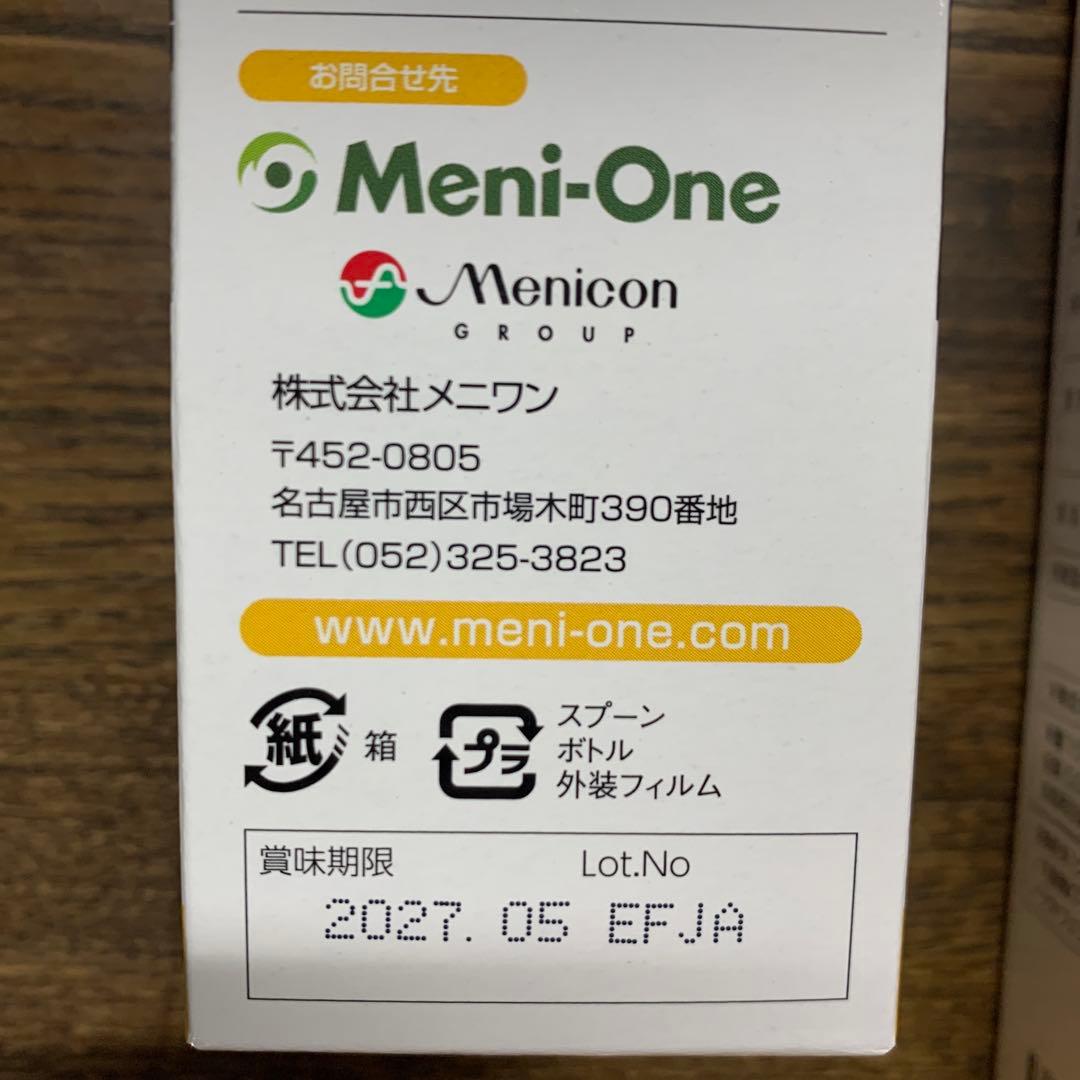 お問合せ先
Meni-One
Menicon
GROUP
株式会社メニワン
〒452-0805
名古屋市西区市場木町390番地
TEL(052)325-3823
www.meni-one.com
紙 箱
プラ スプーン
ボトル
外装フィルム
賞味期限 Lot.No
2027.05 EFJA